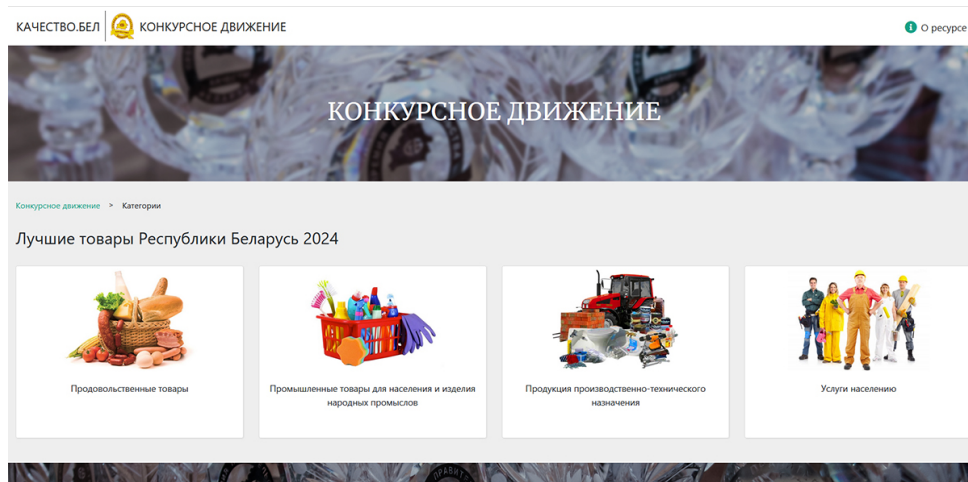 КАЧЕСТВО.БЕЛ КОНКУРСНОЕ ДВИЖЕНИЕ
О ресурсе
КОНКУРСНОЕ ДВИЖЕНИЕ
Конкурсное движение > Категории
Лучшие товары Республики Беларусь 2024
Продовольственные товары
Промышленные товары для населения и изделия
народных промыслов
Продукция производственно-технического
назначения
Услуги населению